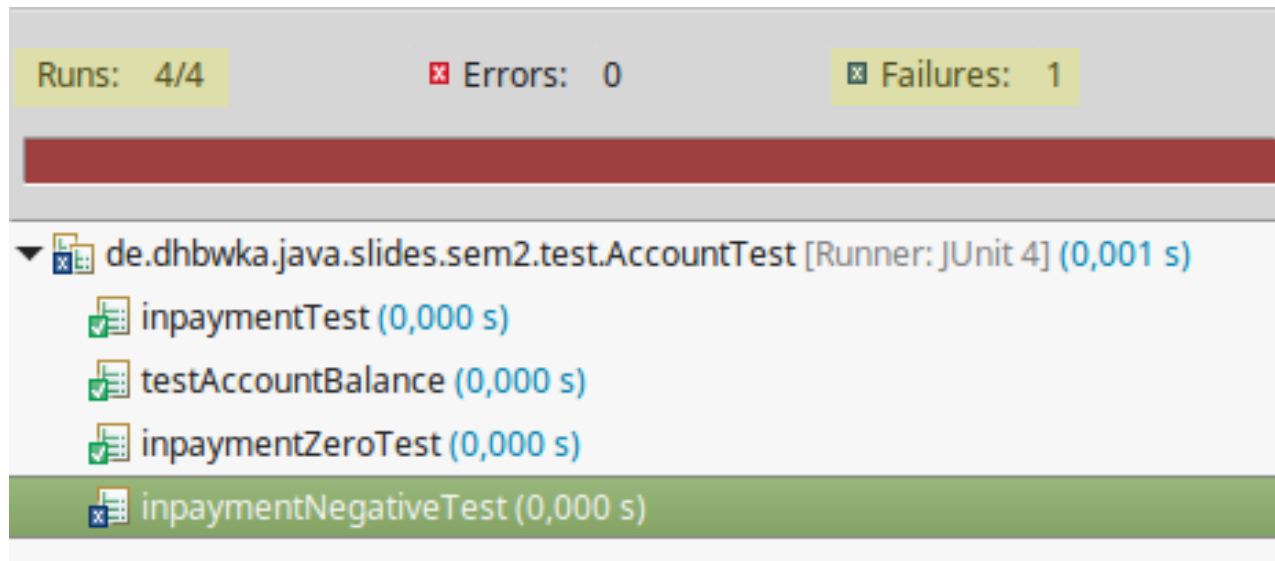 Runs: 4/4 Errors: 0 Failures: 1
de.dhbwka.java.slides.sem2.test.AccountTest [Runner: JUnit 4] (0,001 s)
inpaymentTest (0,000 s)
testAccountBalance (0,000 s)
inpaymentZeroTest (0,000 s)
inpaymentNegativeTest (0,000 s)